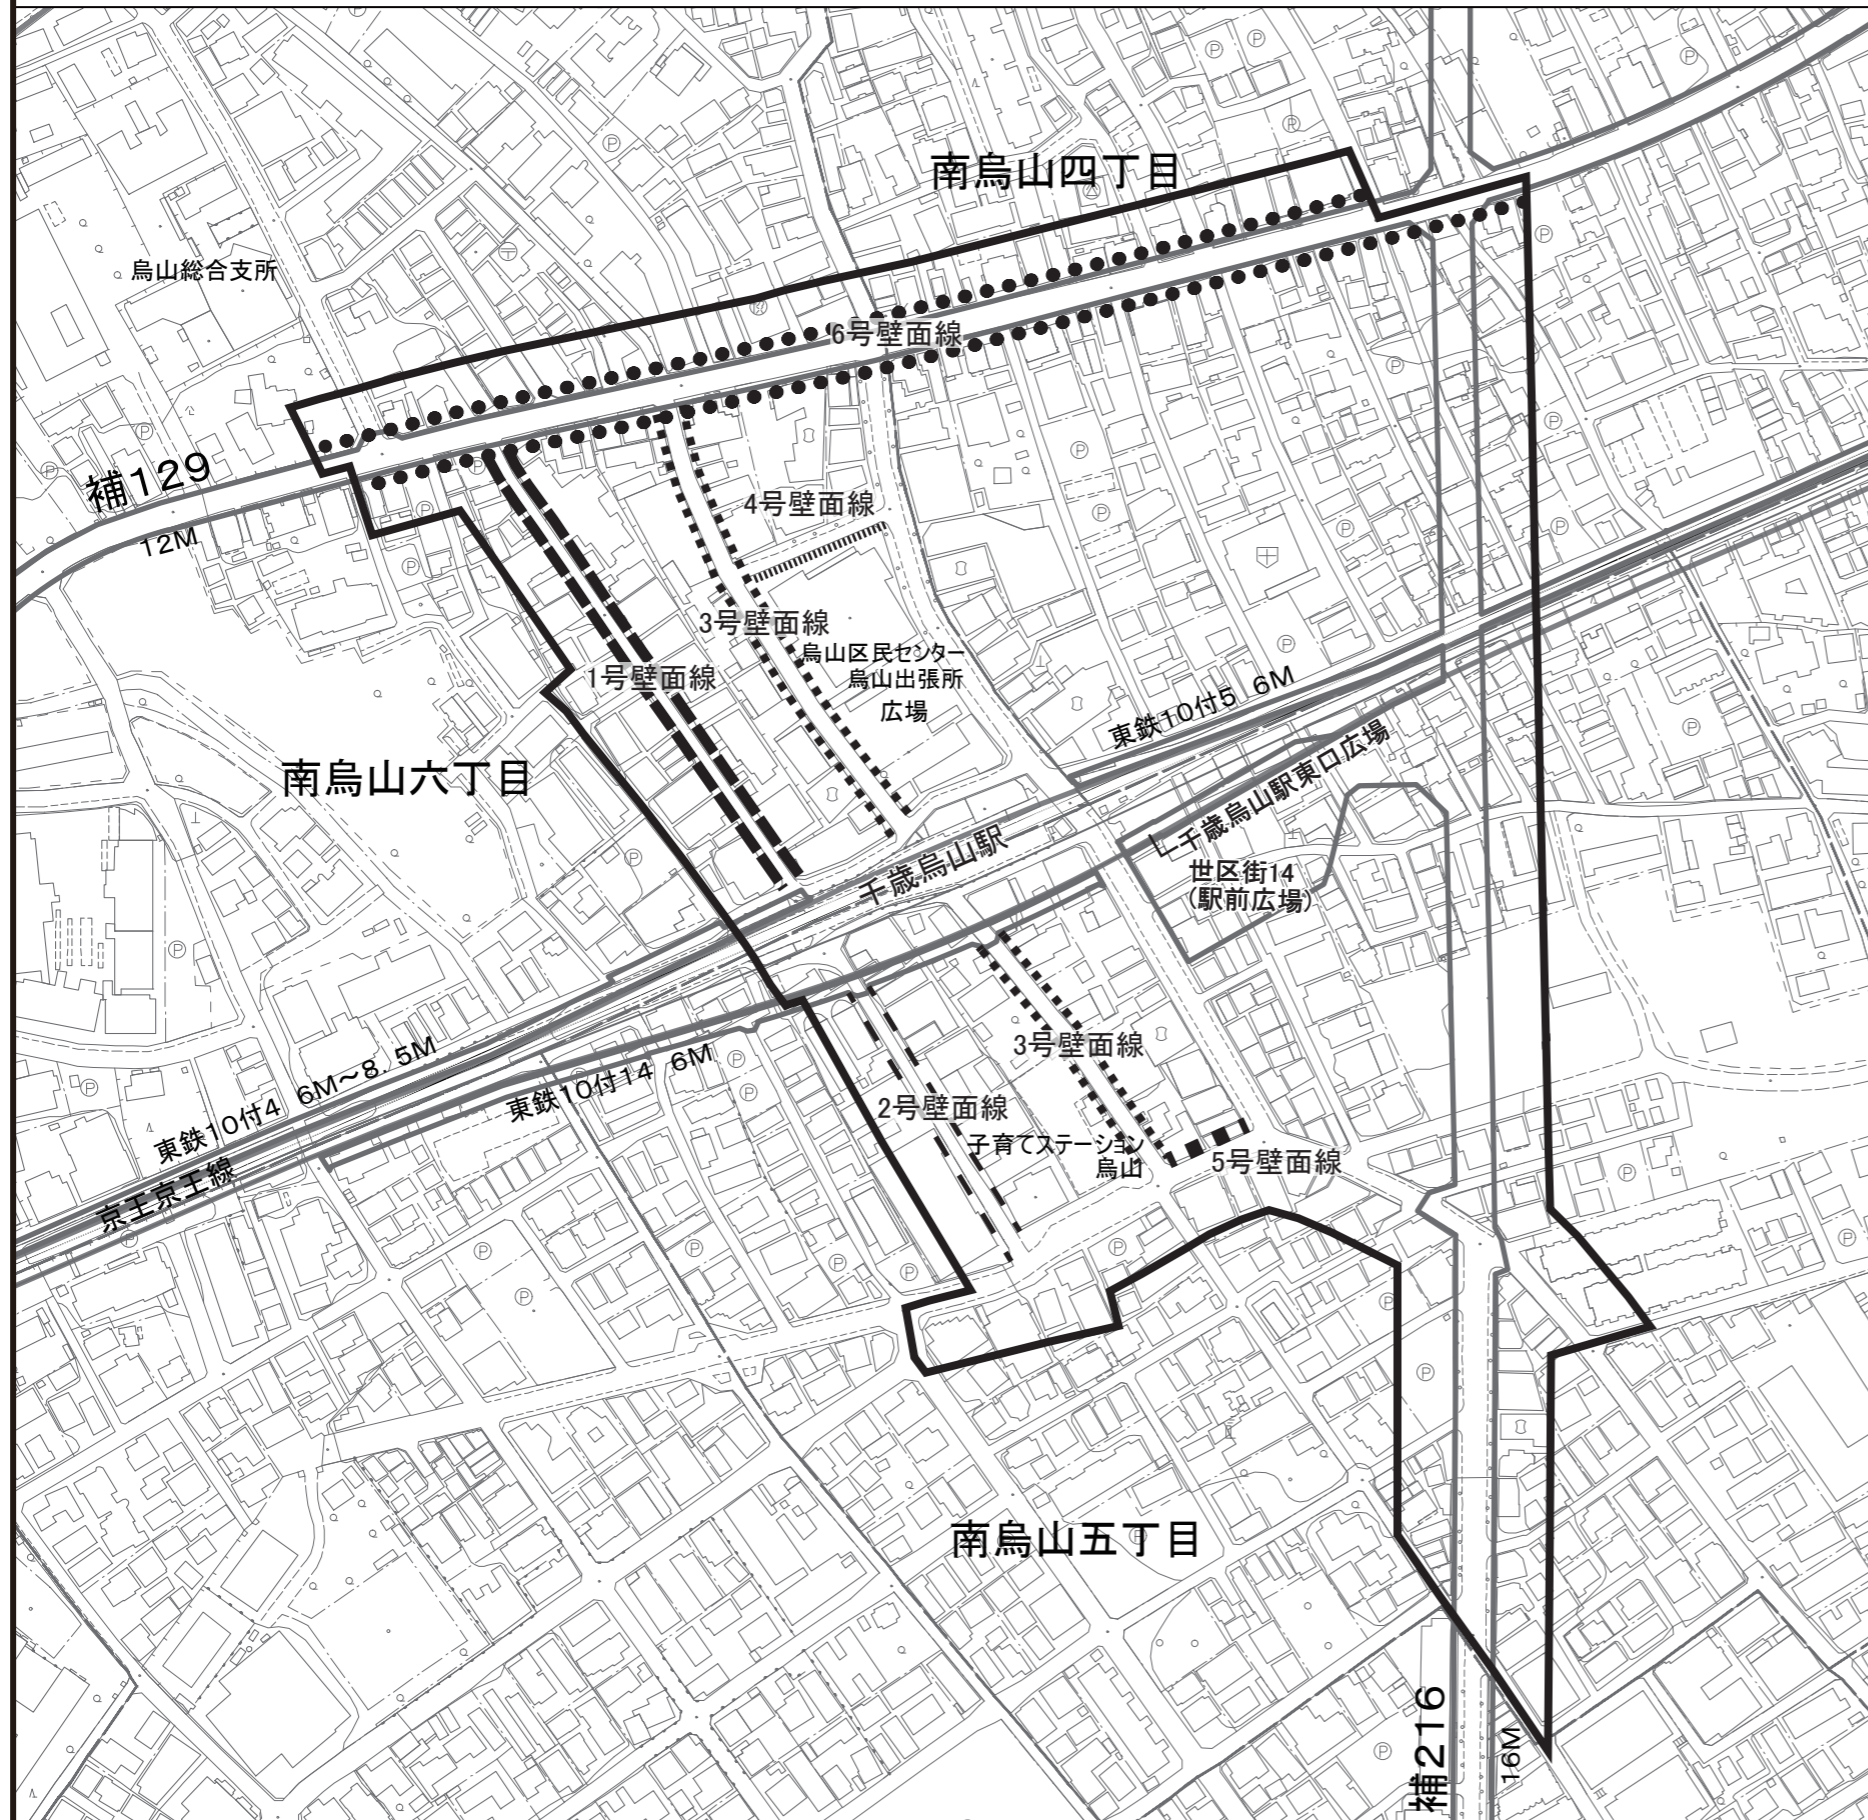 南烏山四丁目
烏山総合支所
6号壁面線
補129
12M
4号壁面線
3号壁面線
烏山区民センター
烏山出張所
広場
1号壁面線
東鉄10付5 6M
南烏山六丁目
千歳烏山駅東口広場
千歳烏山駅
世区街14
(駅前広場)
3号壁面線
東鉄10付4 6M~8.5M
東鉄10付14 6M
2号壁面線
子育てステーション
烏山
5号壁面線
京王京王線
南烏山五丁目
補216
16M